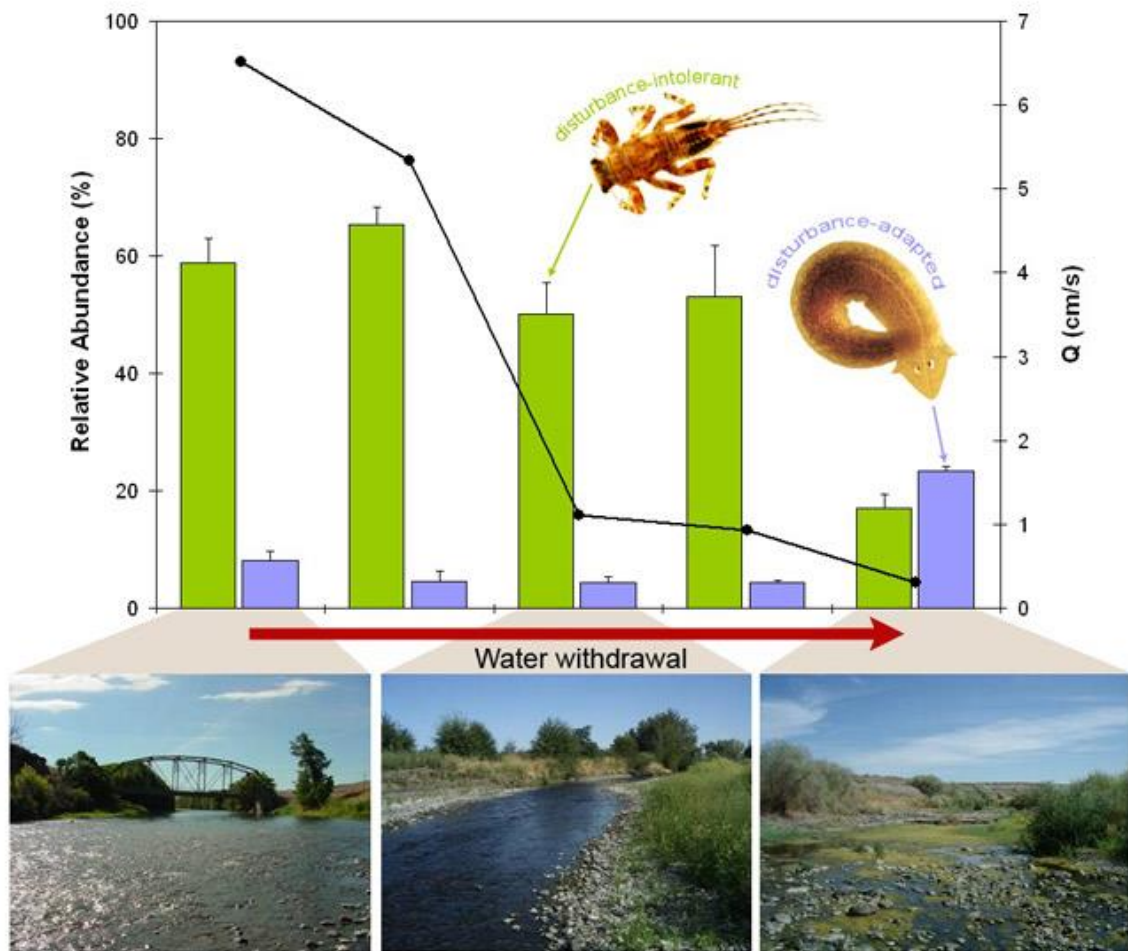 100
80
60
40
20
0
Relative Abundance (%)
disturbance-intolerant
disturbance-adapted
7
6
5
4
3
2
1
0
Q (cm/s)
Water withdrawal